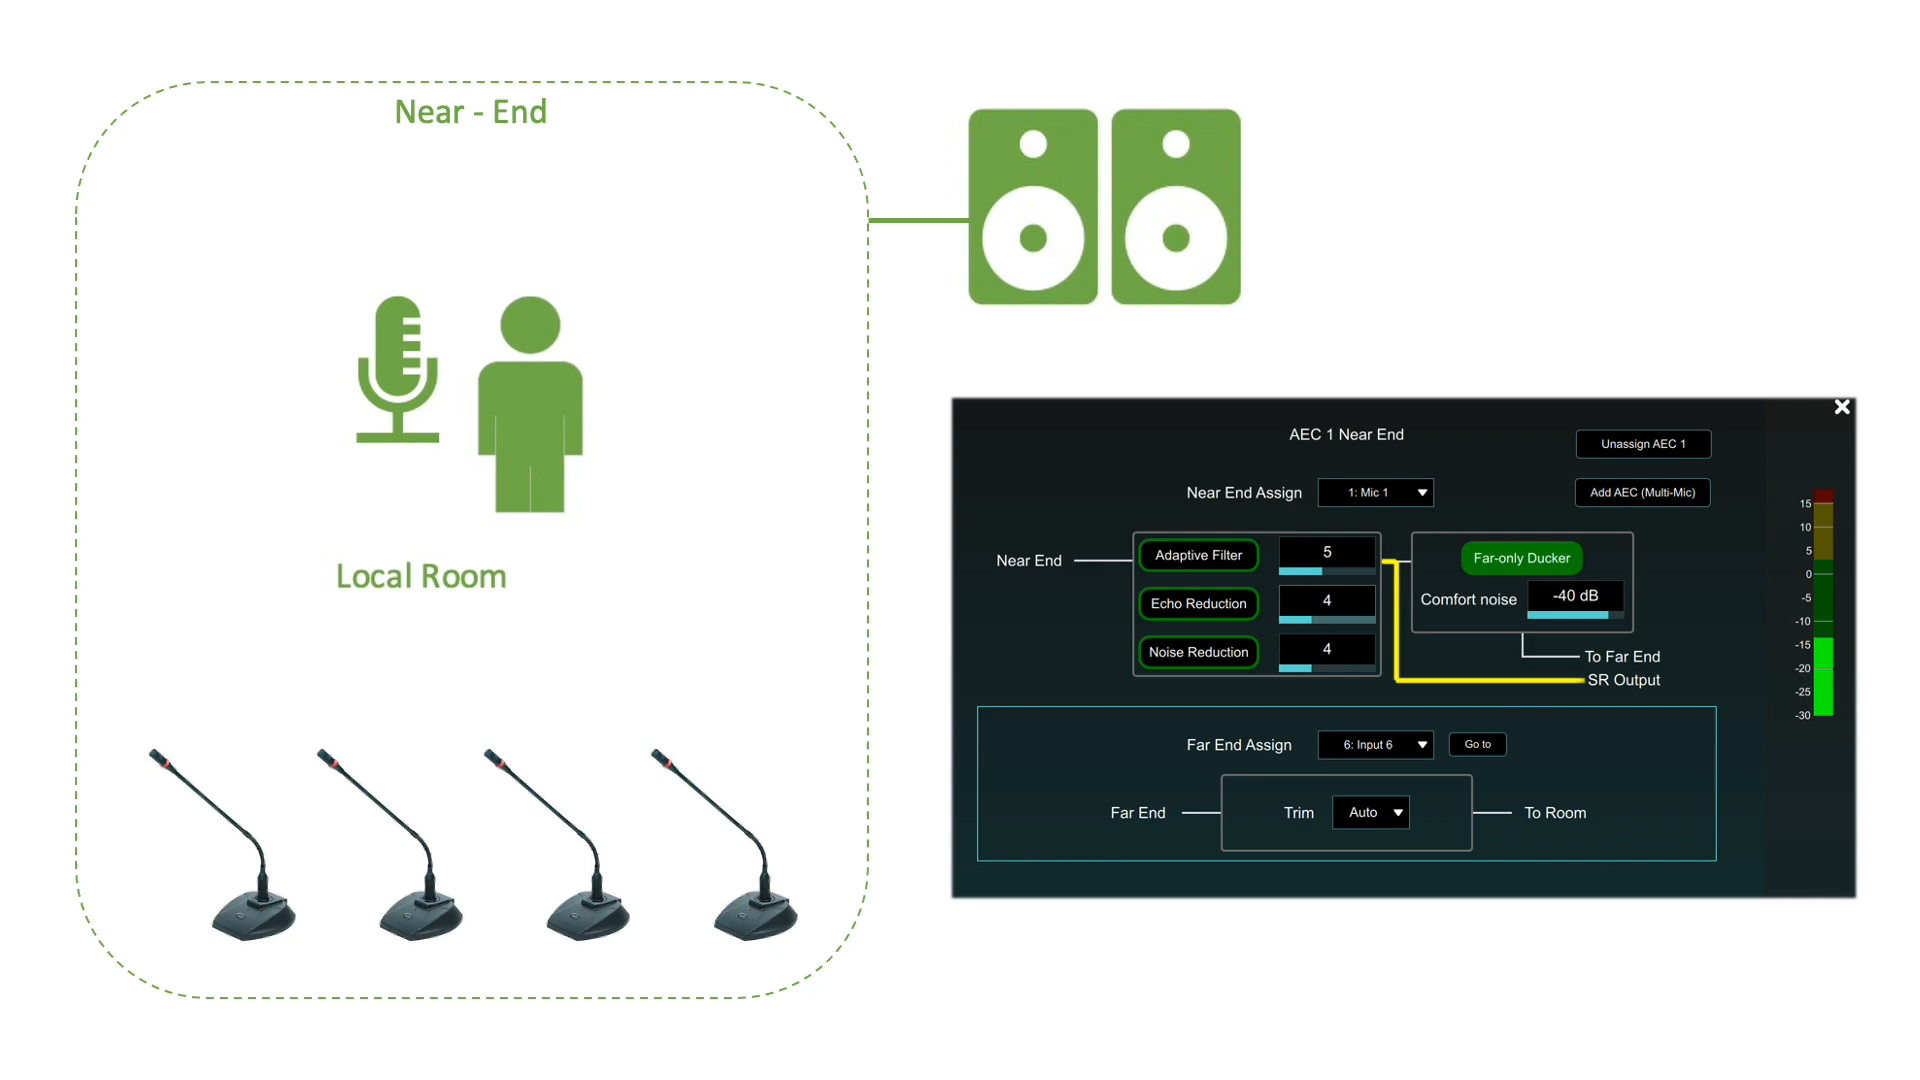 Near - End
Local Room
AEC 1 Near End
Unassign AEC 1
Near End Assign
1: Mic 1
Add AEC (Multi-Mic)
Near End
Adaptive Filter
5
Echo Reduction
4
Noise Reduction
4
Far-only Ducker
Comfort noise
-40 dB
To Far End
SR Output
Far End Assign
6: Input 6
Go to
Far End
Trim
Auto
To Room
15
10
5
0
-5
-10
-15
-20
-25
-30